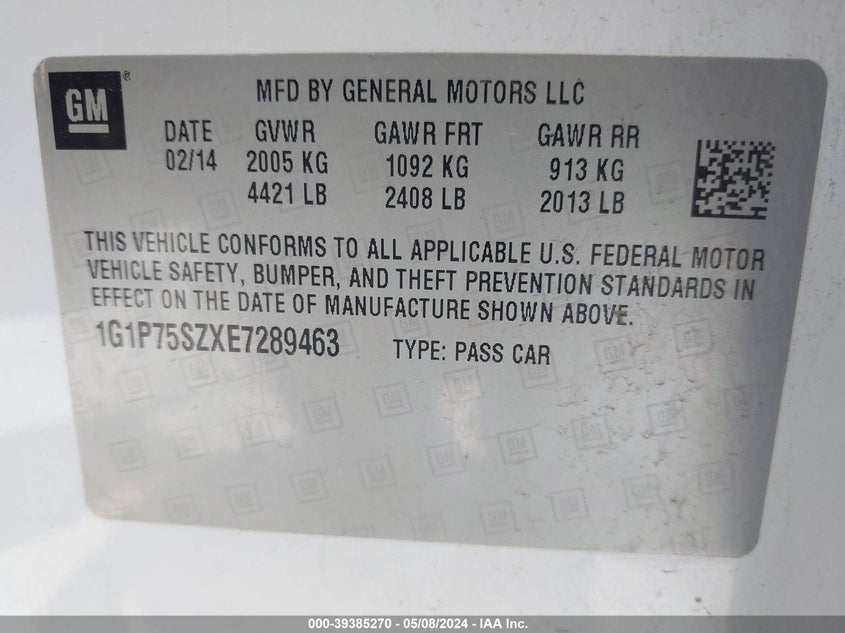 GM®
MFD BY GENERAL MOTORS LLC
DATE GVWR GAWR FRT GAWR RR
02/14 2005 KG 1092 KG 913 KG
4421 LB 2408 LB 2013 LB
THIS VEHICLE CONFORMS TO ALL APPLICABLE U.S. FEDERAL MOTOR
VEHICLE SAFETY, BUMPER, AND THEFT PREVENTION STANDARDS IN
EFFECT ON THE DATE OF MANUFACTURE SHOWN ABOVE.
1G1P75SZXE7289463 TYPE: PASS CAR
000-39385270 - 05/08/2024 - IAA Inc.